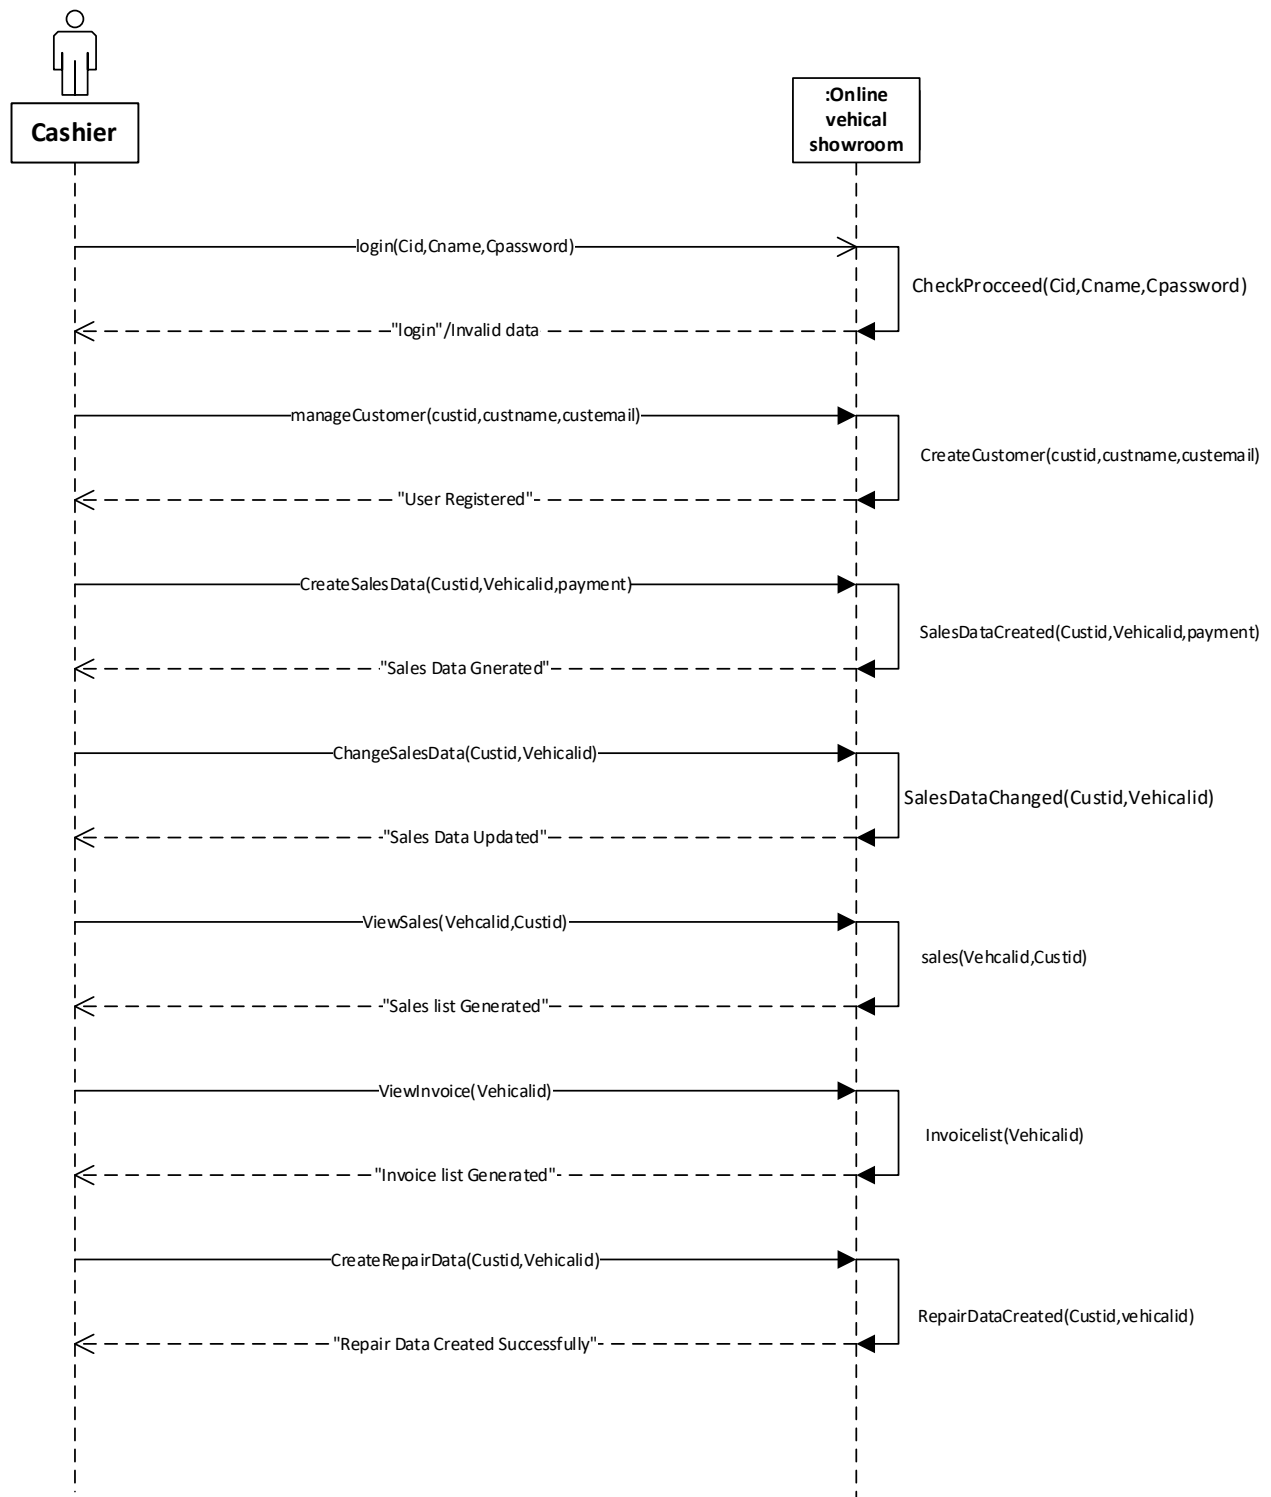 Cashier
:Online
vehical
showroom
login(Cid,Cname,Cpassword)
CheckProcceed(Cid,Cname,Cpassword)
"login"/Invalid data
manageCustomer(custid,custname,custemail)
CreateCustomer(custid,custname,custemail)
"User Registered"
CreateSalesData(Custid,Vehicalid,payment)
SalesDataCreated(Custid,Vehicalid,payment)
"Sales Data Gnerated"
ChangeSalesData(Custid,Vehicalid)
SalesDataChanged(Custid,Vehicalid)
"Sales Data Updated"
ViewSales(Vehcalid,Custid)
sales(Vehcalid,Custid)
"Sales list Generated"
ViewInvoice(Vehicalid)
Invoicelist(Vehicalid)
"Invoice list Generated"
CreateRepairData(Custid,Vehicalid)
RepairDataCreated(Custid,vehicalid)
"Repair Data Created Successfully"